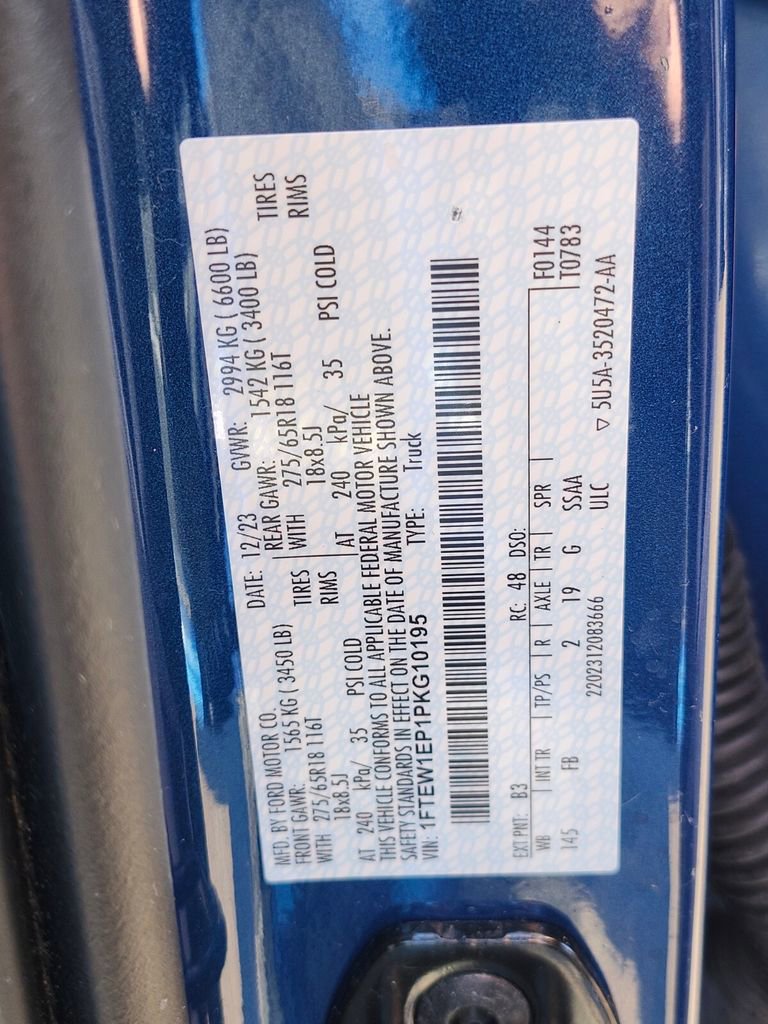 MFD. BY FORD MOTOR CO.
DATE: 12/23 GVWR: 2994 KG ( 6600 LB)
FRONT GAWR: 1565 KG ( 3450 LB)
REAR GAWR: 1542 KG ( 3400 LB)
WITH 275/65R18 116T TIRES
WITH 275/65R18 116T TIRES
18x8.5J RIMS
18x8.5J RIMS
AT 240 kPa/ 35 PSI COLD
AT 240 kPa/ 35 PSI COLD
THIS VEHICLE CONFORMS TO ALL APPLICABLE FEDERAL MOTOR VEHICLE
SAFETY STANDARDS IN EFFECT ON THE DATE OF MANUFACTURE SHOWN ABOVE.
VIN: 1FTEW1EP1PKG10195 TYPE: Truck
EXT PNT: B3 RC: 48 DSO:
WB INT TR TP/PS R AXLE TR SPR F0144
145 FB 2 19 G SSAA T0783
2202312083666 ULC
▽ 5U5A-3520472-AA